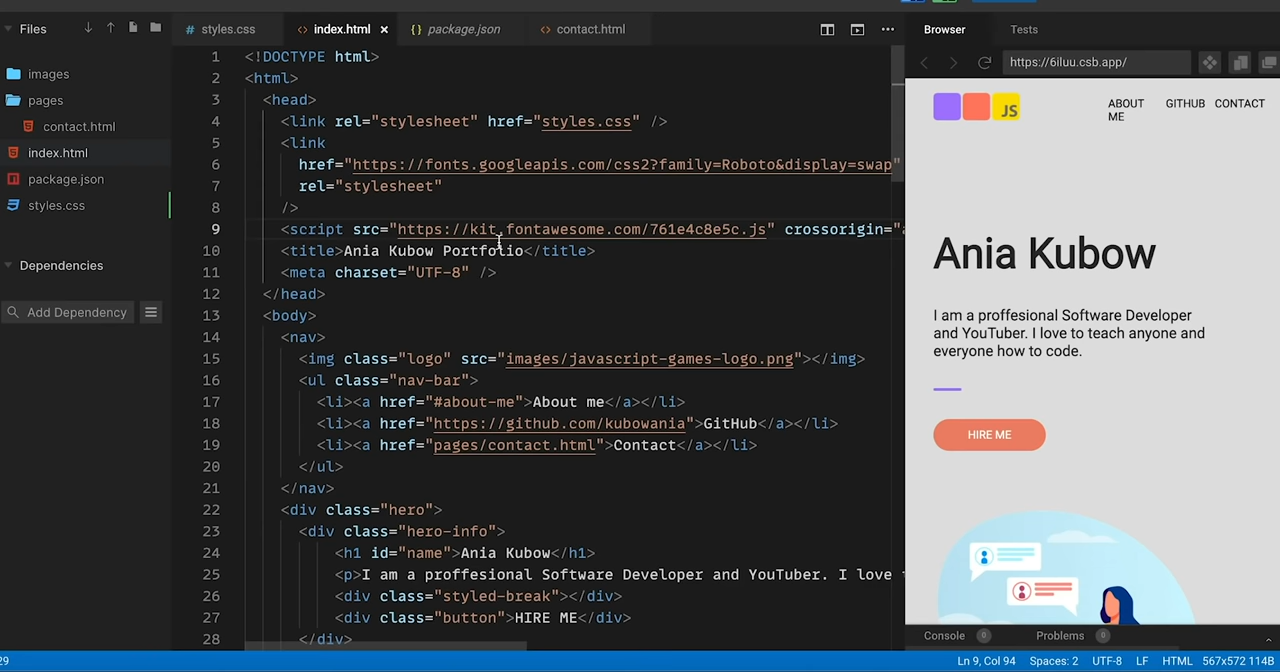 Files
styles.css
index.html
package.json
contact.html
Browser
Tests
https://6iluu.csb.app/
images
pages
contact.html
index.html
package.json
styles.css
Dependencies
Add Dependency
1 <!DOCTYPE html>
2 <html>
3 <head>
4 <link rel="stylesheet" href="styles.css" />
5 <link
6 href="https://fonts.googleapis.com/css2?family=Roboto&display=swap"
7 rel="stylesheet"
8 />
9 <script src="https://kit.fontawesome.com/761e4c8e5c.js" crossorigin="
10 <title>Ania Kubow Portfolio</title>
11 <meta charset="UTF-8" />
12 </head>
13 <body>
14 <nav>
15 <img class="logo" src="images/javascript-games-logo.png"></img>
16 <ul class="nav-bar">
17 <li><a href="#about-me">About me</a></li>
18 <li><a href="https://github.com/kubowania">GitHub</a></li>
19 <li><a href="pages/contact.html">Contact</a></li>
20 </ul>
21 </nav>
22 <div class="hero">
23 <div class="hero-info">
24 <h1 id="name">Ania Kubow</h1>
25 <p>I am a proffesional Software Developer and YouTuber. I love
26 <div class="styled-break"></div>
27 <div class="button">HIRE ME</div>
28 </div>
JS
ABOUT
ME
GITHUB
CONTACT
Ania Kubow
I am a proffesional Software Developer
and YouTuber. I love to teach anyone and
everyone how to code.
HIRE ME
Console 0
Problems 0
29
Ln 9, Col 94
Spaces: 2
UTF-8
LF
HTML
567x572 114B